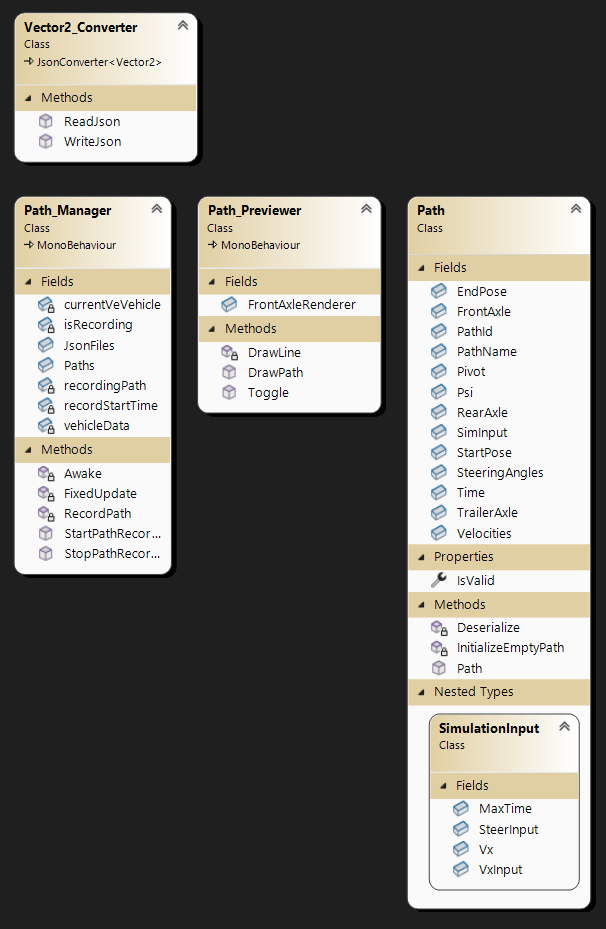 Vector2_Converter
Class
JsonConverter<Vector2>
Methods
ReadJson
WriteJson
Path_Manager
Class
MonoBehaviour
Fields
currentVeVehicle
isRecording
JsonFiles
Paths
recordingPath
recordStartTime
vehicleData
Methods
Awake
FixedUpdate
RecordPath
StartPathRecor...
StopPathRecor...
Path_Previewer
Class
MonoBehaviour
Fields
FrontAxleRenderer
Methods
DrawLine
DrawPath
Toggle
Path
Class
Fields
EndPose
FrontAxle
PathId
PathName
Pivot
Psi
RearAxle
SimInput
StartPose
SteeringAngles
Time
TrailerAxle
Velocities
Properties
IsValid
Methods
Deserialize
InitializeEmptyPath
Path
Nested Types
SimulationInput
Class
Fields
MaxTime
SteerInput
Vx
VxInput